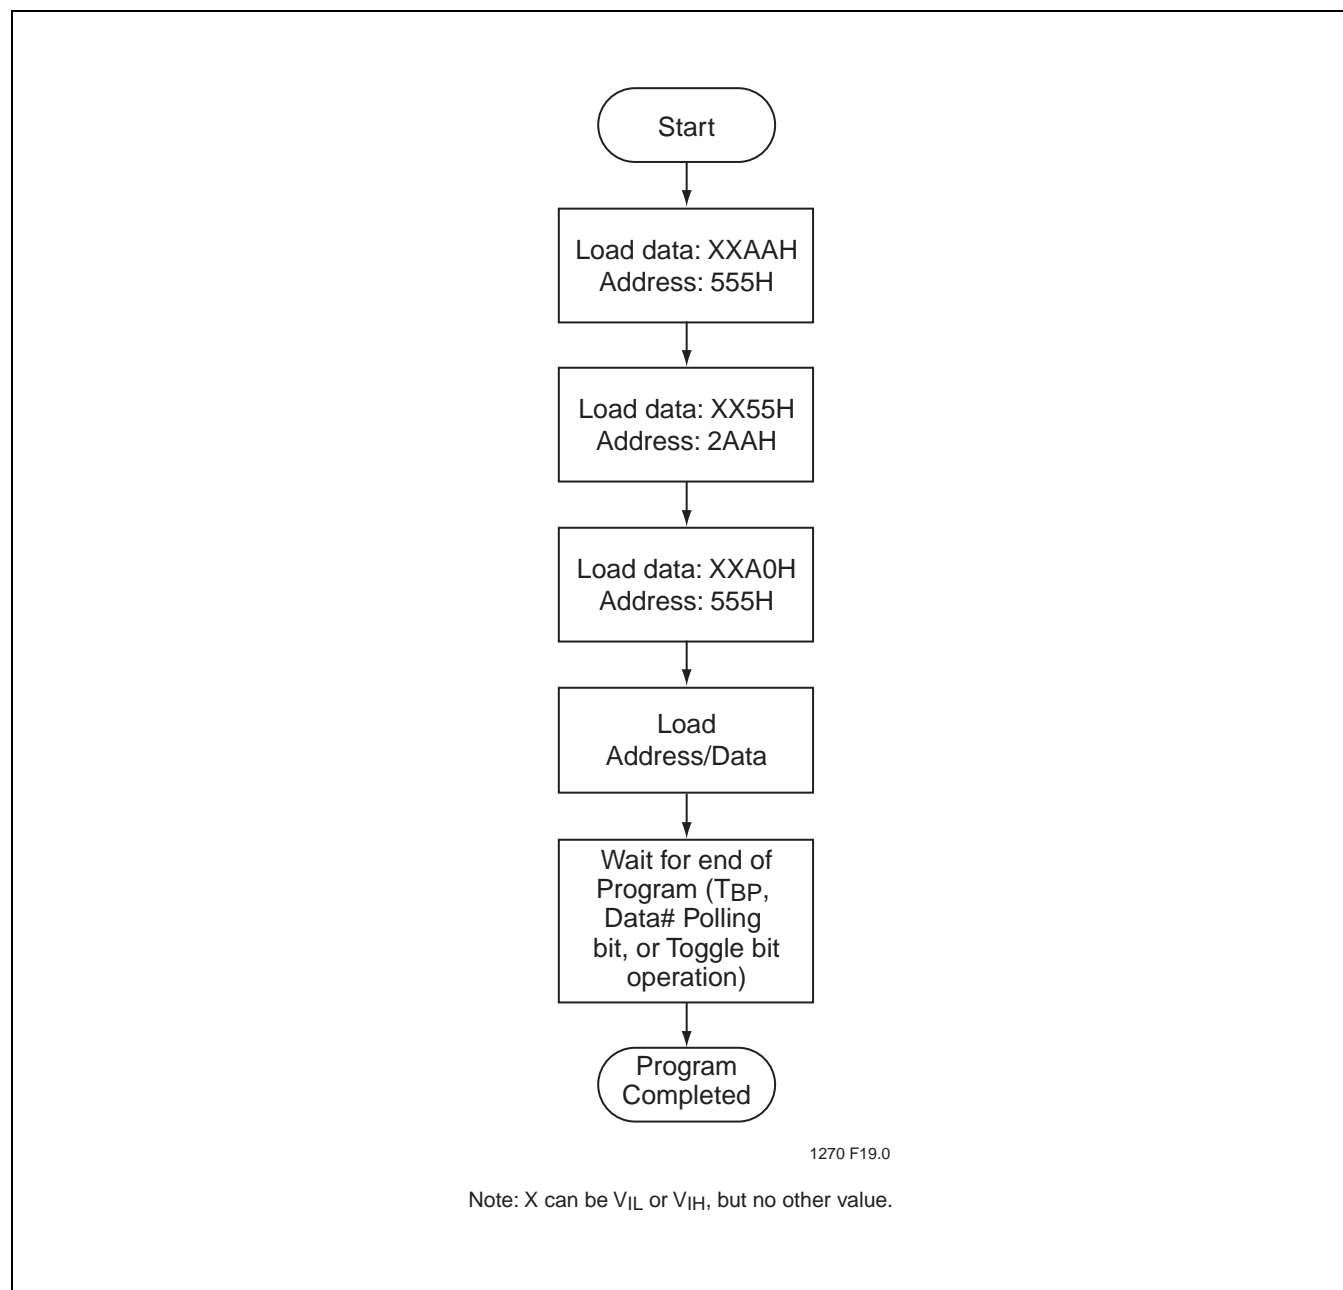 Start
Load data: XXAAH
Address: 555H
Load data: XX55H
Address: 2AAH
Load data: XXA0H
Address: 555H
Load
Address/Data
Wait for end of
Program (TBP,
Data# Polling
bit, or Toggle bit
operation)
Program
Completed
1270 F19.0
Note: X can be VIL or VIH, but no other value.